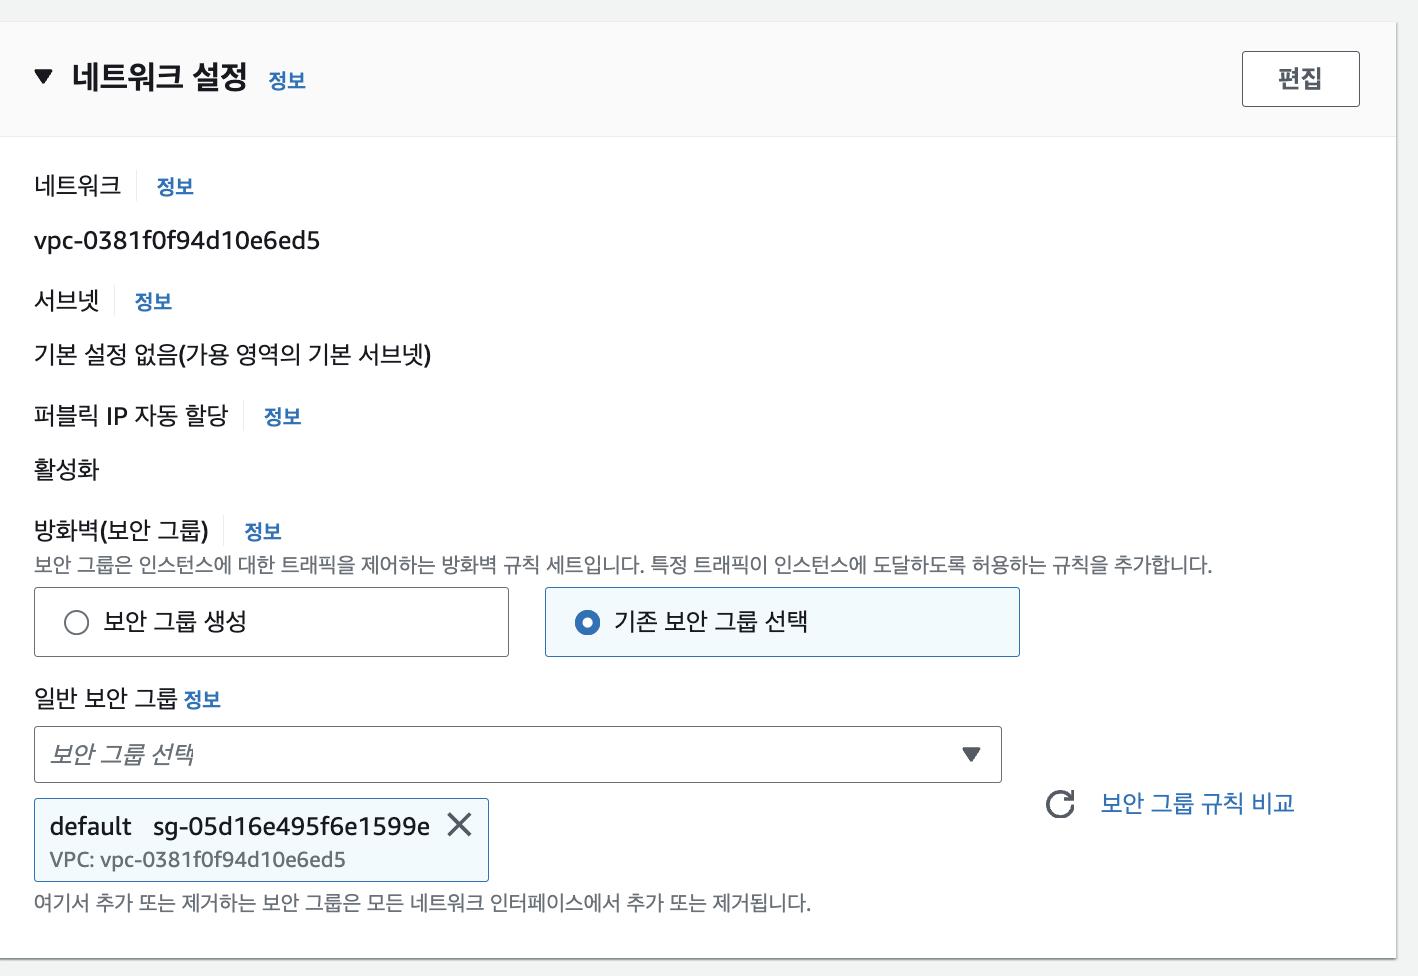 네트워크 설정 정보
편집
네트워크 정보
vpc-0381f0f94d10e6ed5
서브넷 정보
기본 설정 없음(가용 영역의 기본 서브넷)
퍼블릭 IP 자동 할당 정보
활성화
방화벽(보안 그룹) 정보
보안 그룹은 인스턴스에 대한 트래픽을 제어하는 방화벽 규칙 세트입니다. 특정 트래픽이 인스턴스에 도달하도록 허용하는 규칙을 추가합니다.
보안 그룹 생성
기존 보안 그룹 선택
일반 보안 그룹 정보
보안 그룹 선택
default sg-05d16e495f6e1599e
VPC: vpc-0381f0f94d10e6ed5
보안 그룹 규칙 비교
여기서 추가 또는 제거하는 보안 그룹은 모든 네트워크 인터페이스에서 추가 또는 제거됩니다.